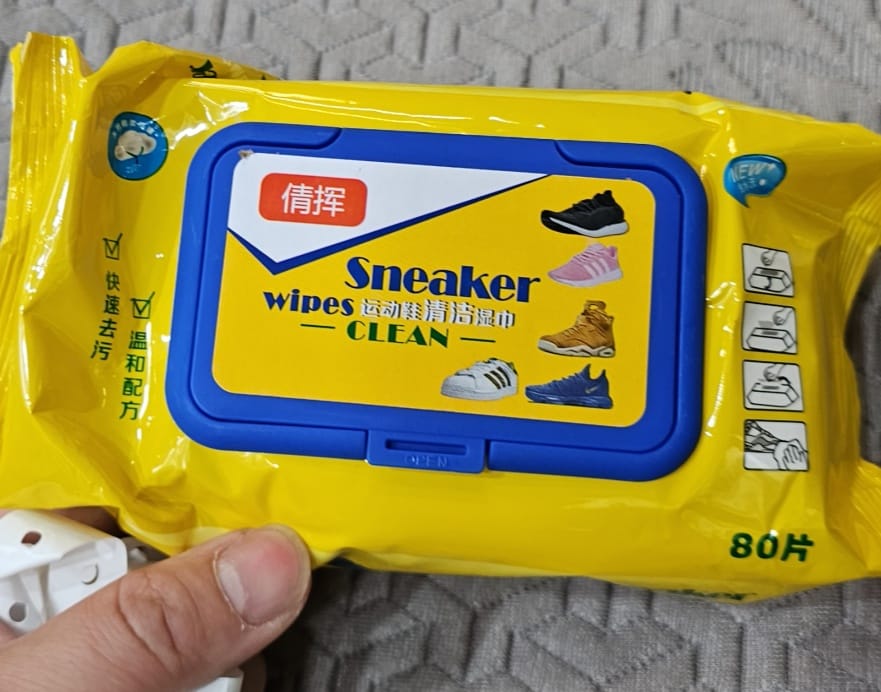 倩挥
Sneaker
wipes 运动鞋清洁湿巾
CLEAN
快速去污
温和配方
OPEN
NEW
80片